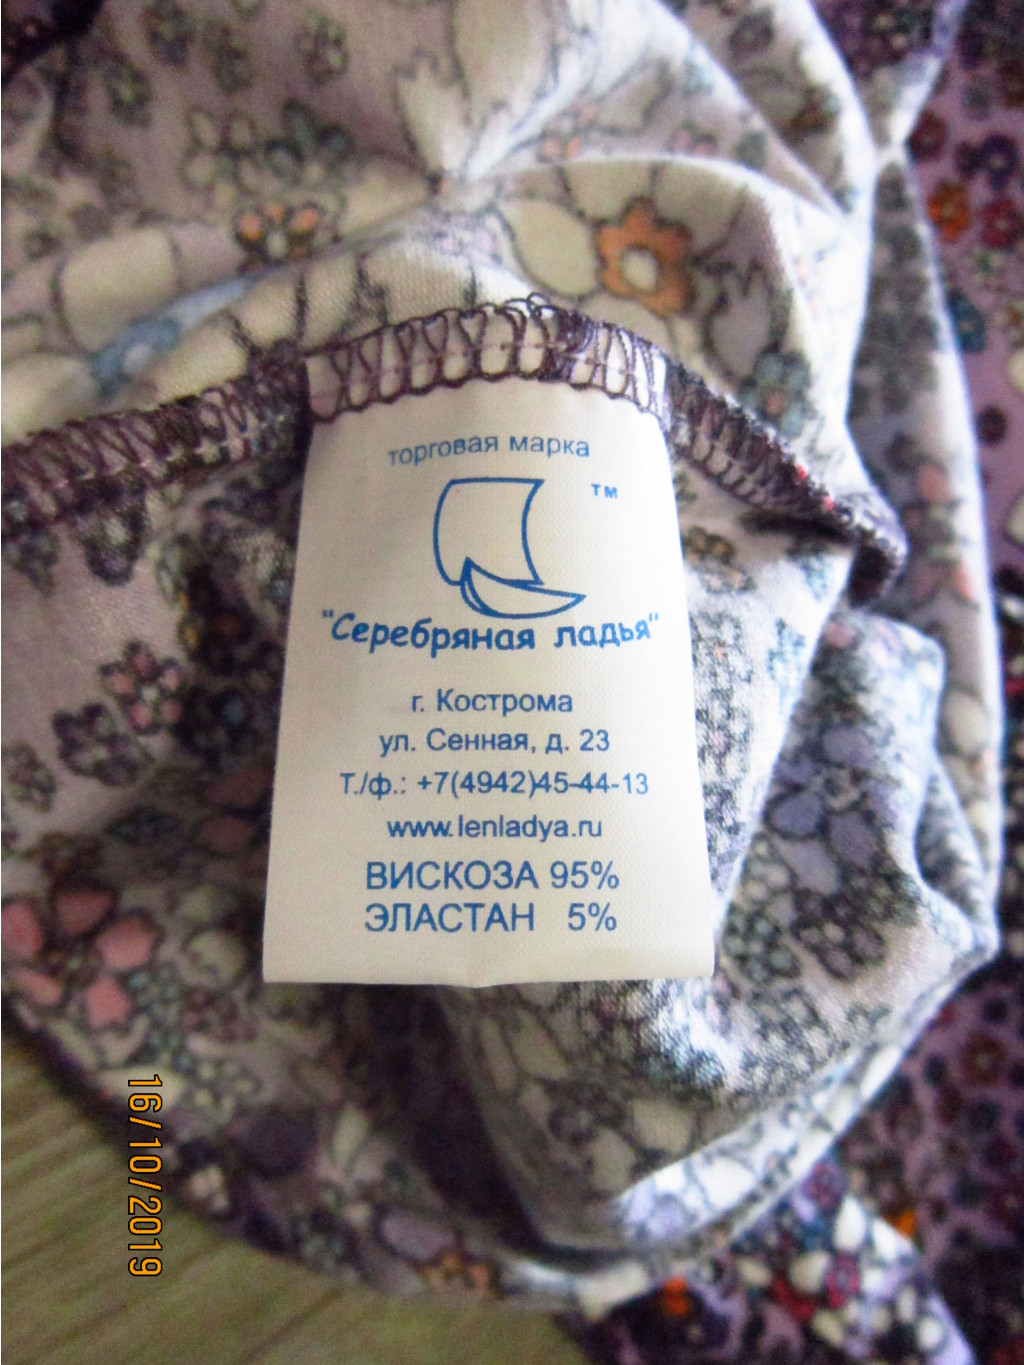 торговая марка
TM
"Серебряная ладья"
г. Кострома
ул. Сенная, д. 23
Т./ф.: +7(4942)45-44-13
www.lenladya.ru
ВИСКОЗА 95%
ЭЛАСТАН 5%
16/10/2019